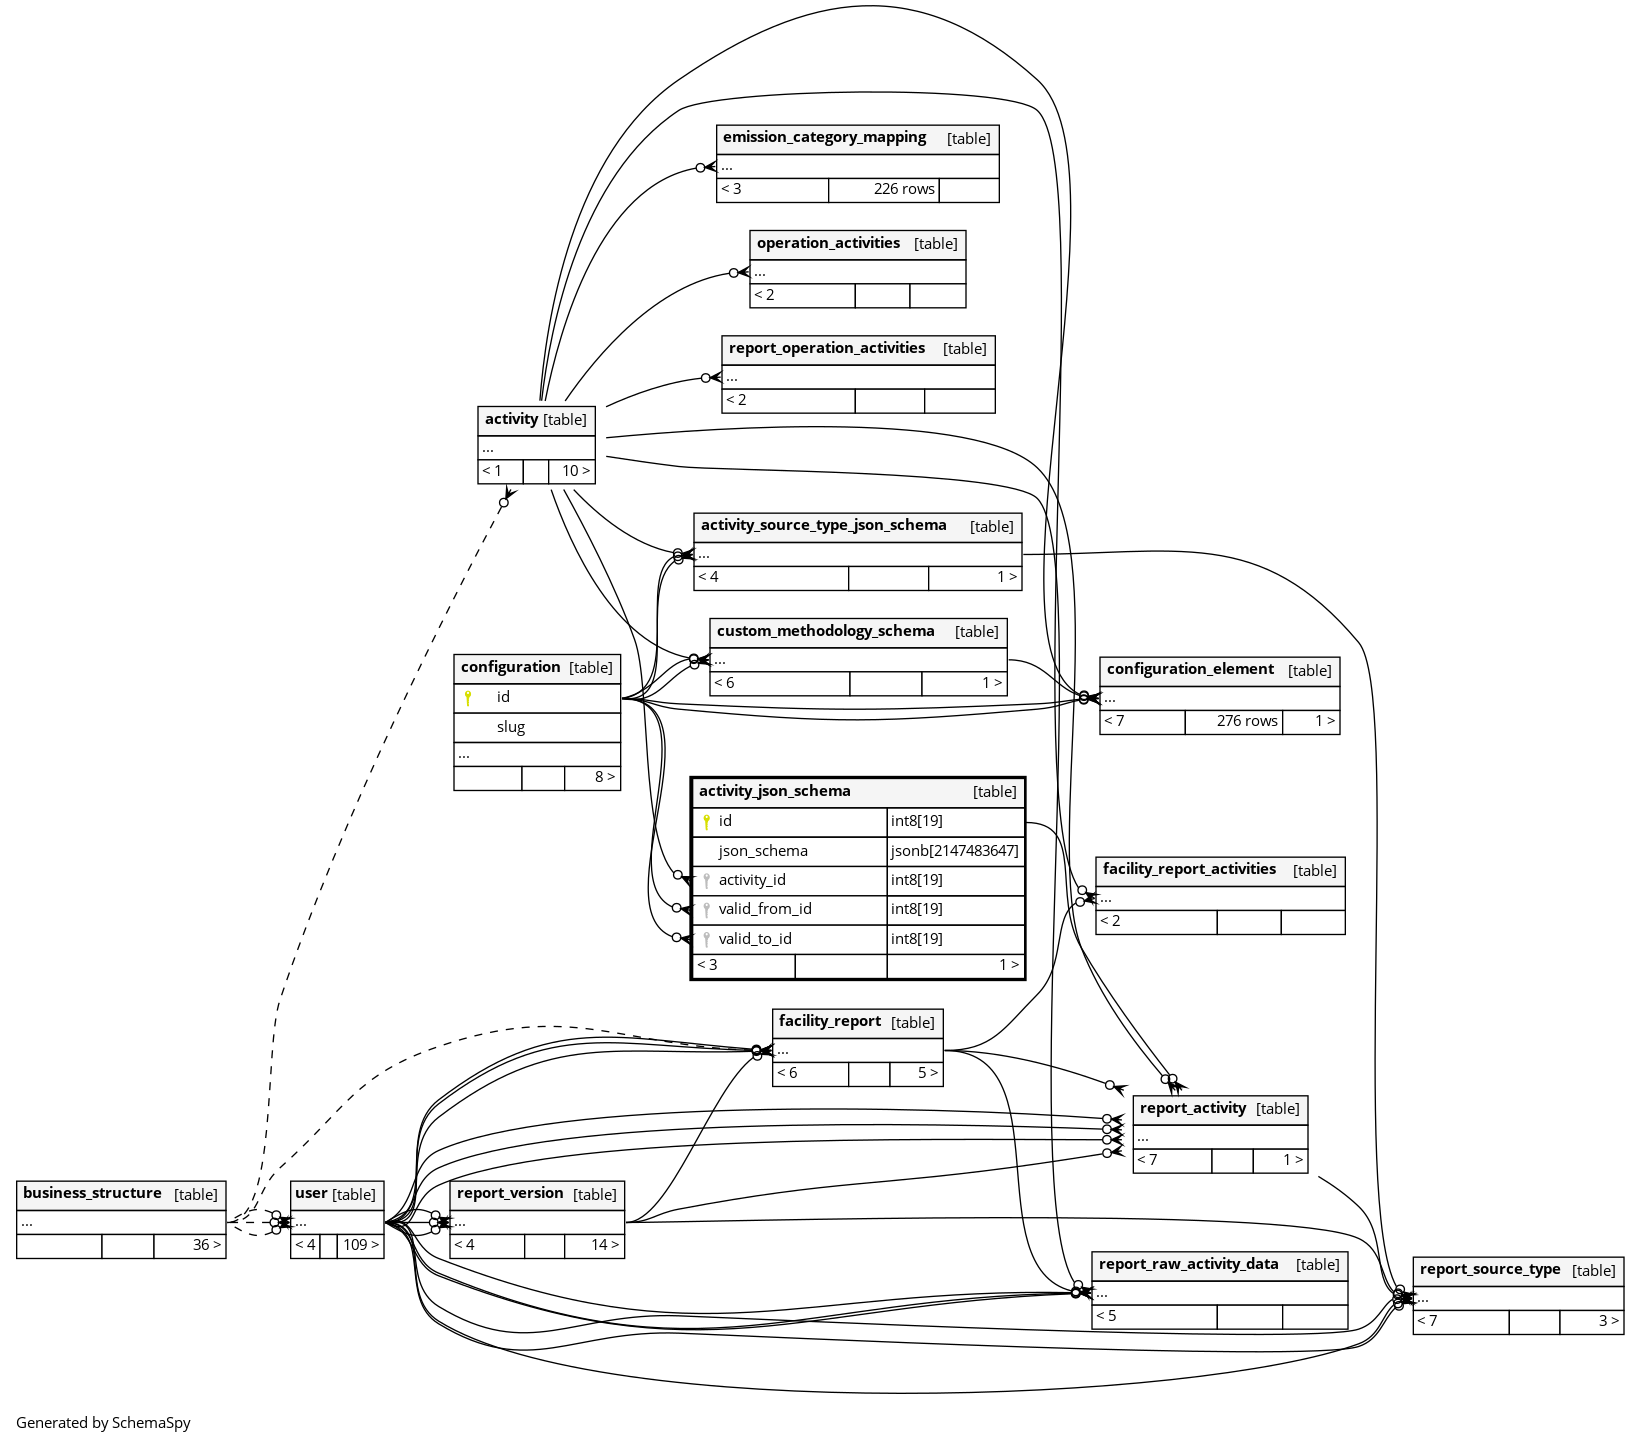 emission_category_mapping [table]
...
< 3 226 rows
operation_activities [table]
...
< 2
report_operation_activities [table]
...
< 2
activity [table]
...
< 1 10 >
activity_source_type_json_schema [table]
...
< 4 1 >
custom_methodology_schema [table]
...
< 6 1 >
configuration [table]
id
slug
...
8 >
configuration_element [table]
...
< 7 276 rows 1 >
activity_json_schema [table]
id int8[19]
json_schema jsonb[2147483647]
activity_id int8[19]
valid_from_id int8[19]
valid_to_id int8[19]
< 3 1 >
facility_report_activities [table]
...
< 2
facility_report [table]
...
< 6 5 >
report_activity [table]
...
< 7 1 >
business_structure [table]
...
36 >
user [table]
...
< 4 109 >
report_version [table]
...
< 4 14 >
report_raw_activity_data [table]
...
< 5
report_source_type [table]
...
< 7 3 >
Generated by SchemaSpy